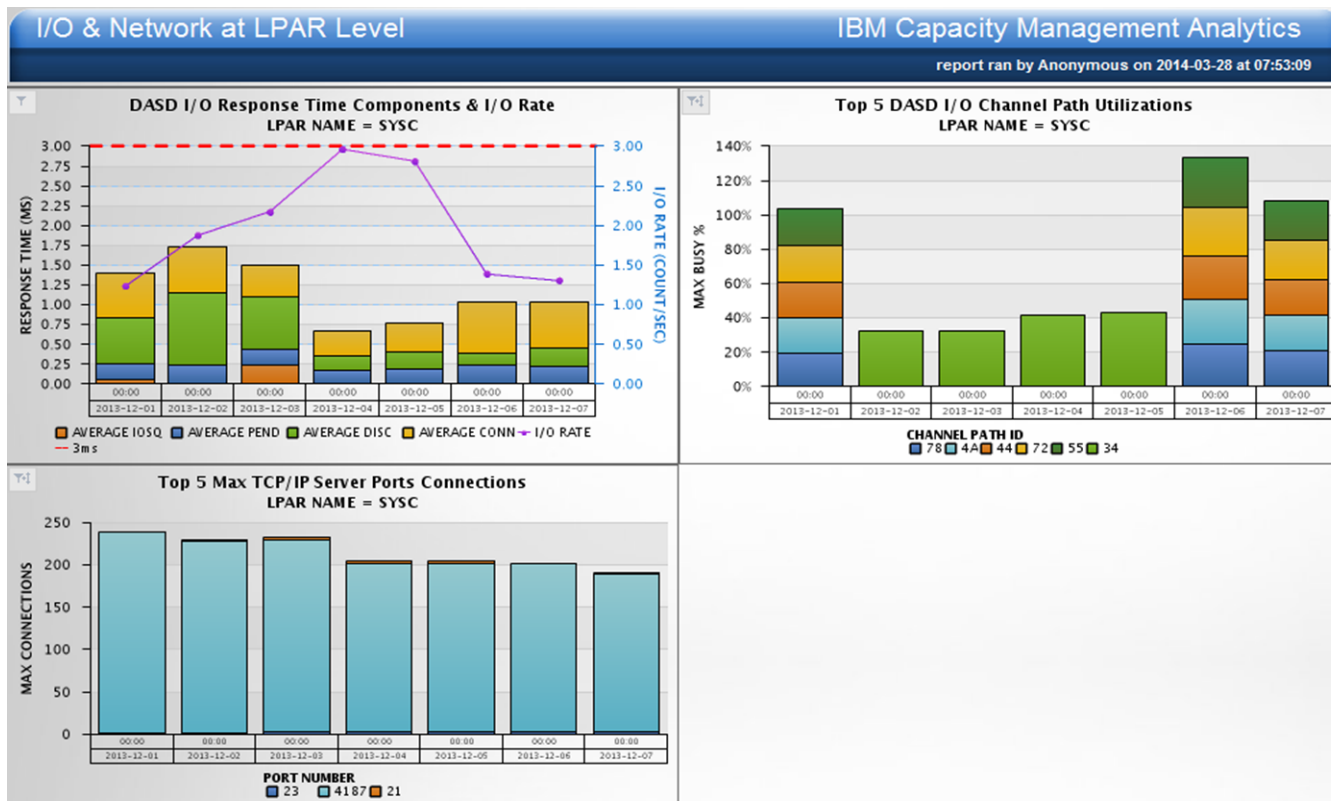 I/O & Network at LPAR Level
IBM Capacity Management Analytics
report ran by Anonymous on 2014-03-28 at 07:53:09
DASD I/O Response Time Components & I/O Rate
LPAR NAME = SYSC
RESPONSE TIME (MS)
3.00
2.75
2.50
2.25
2.00
1.75
1.50
1.25
1.00
0.75
0.50
0.25
0.00
3.00
2.50
2.00
1.50
1.00
0.50
0.00
I/O RATE (COUNT/SEC)
00:00 00:00 00:00 00:00 00:00 00:00 00:00
2013-12-01 2013-12-02 2013-12-03 2013-12-04 2013-12-05 2013-12-06 2013-12-07
AVERAGE IOSQ AVERAGE PEND AVERAGE DISC AVERAGE CONN I/O RATE
3ms
Top 5 DASD I/O Channel Path Utilizations
LPAR NAME = SYSC
MAX BUSY %
140%
120%
100%
80%
60%
40%
20%
0%
00:00 00:00 00:00 00:00 00:00 00:00 00:00
2013-12-01 2013-12-02 2013-12-03 2013-12-04 2013-12-05 2013-12-06 2013-12-07
CHANNEL PATH ID
78 4A 44 72 55 34
Top 5 Max TCP/IP Server Ports Connections
LPAR NAME = SYSC
MAX CONNECTIONS
250
200
150
100
50
0
00:00 00:00 00:00 00:00 00:00 00:00 00:00
2013-12-01 2013-12-02 2013-12-03 2013-12-04 2013-12-05 2013-12-06 2013-12-07
PORT NUMBER
23 4187 21